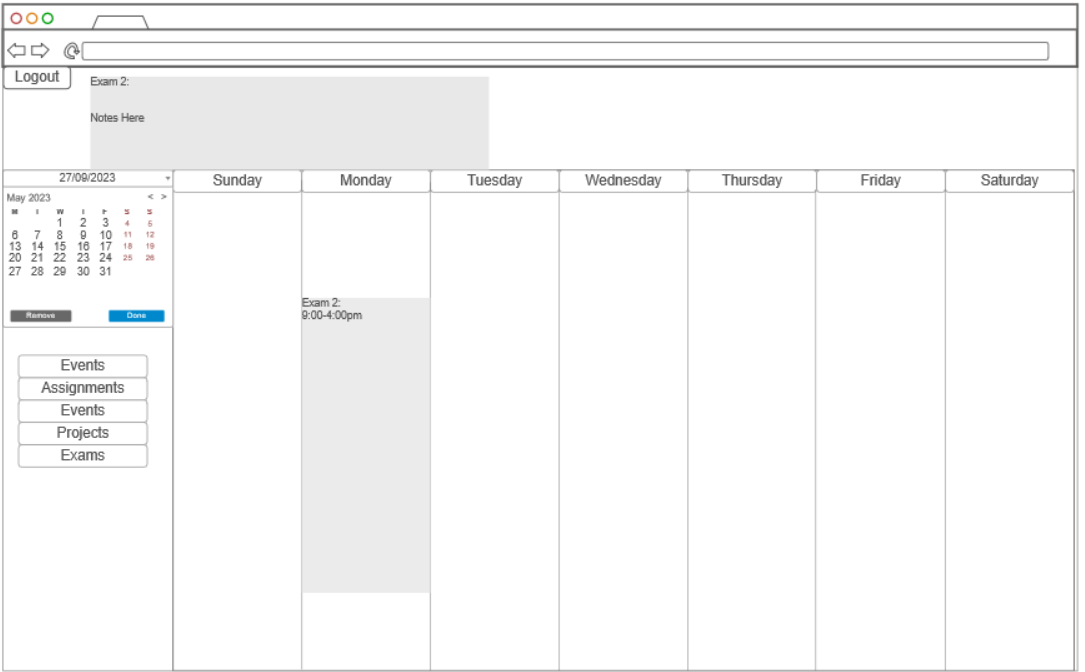 Logout
Exam 2:
Notes Here
27/09/2023
Sunday Monday Tuesday Wednesday Thursday Friday Saturday
May 2023 < >
M T W T F S S
1 2 3 4 5
6 7 8 9 10 11 12
13 14 15 16 17 18 19
20 21 22 23 24 25 26
27 28 29 30 31
Remove Done
Exam 2:
9:00-4:00pm
Events
Assignments
Events
Projects
Exams